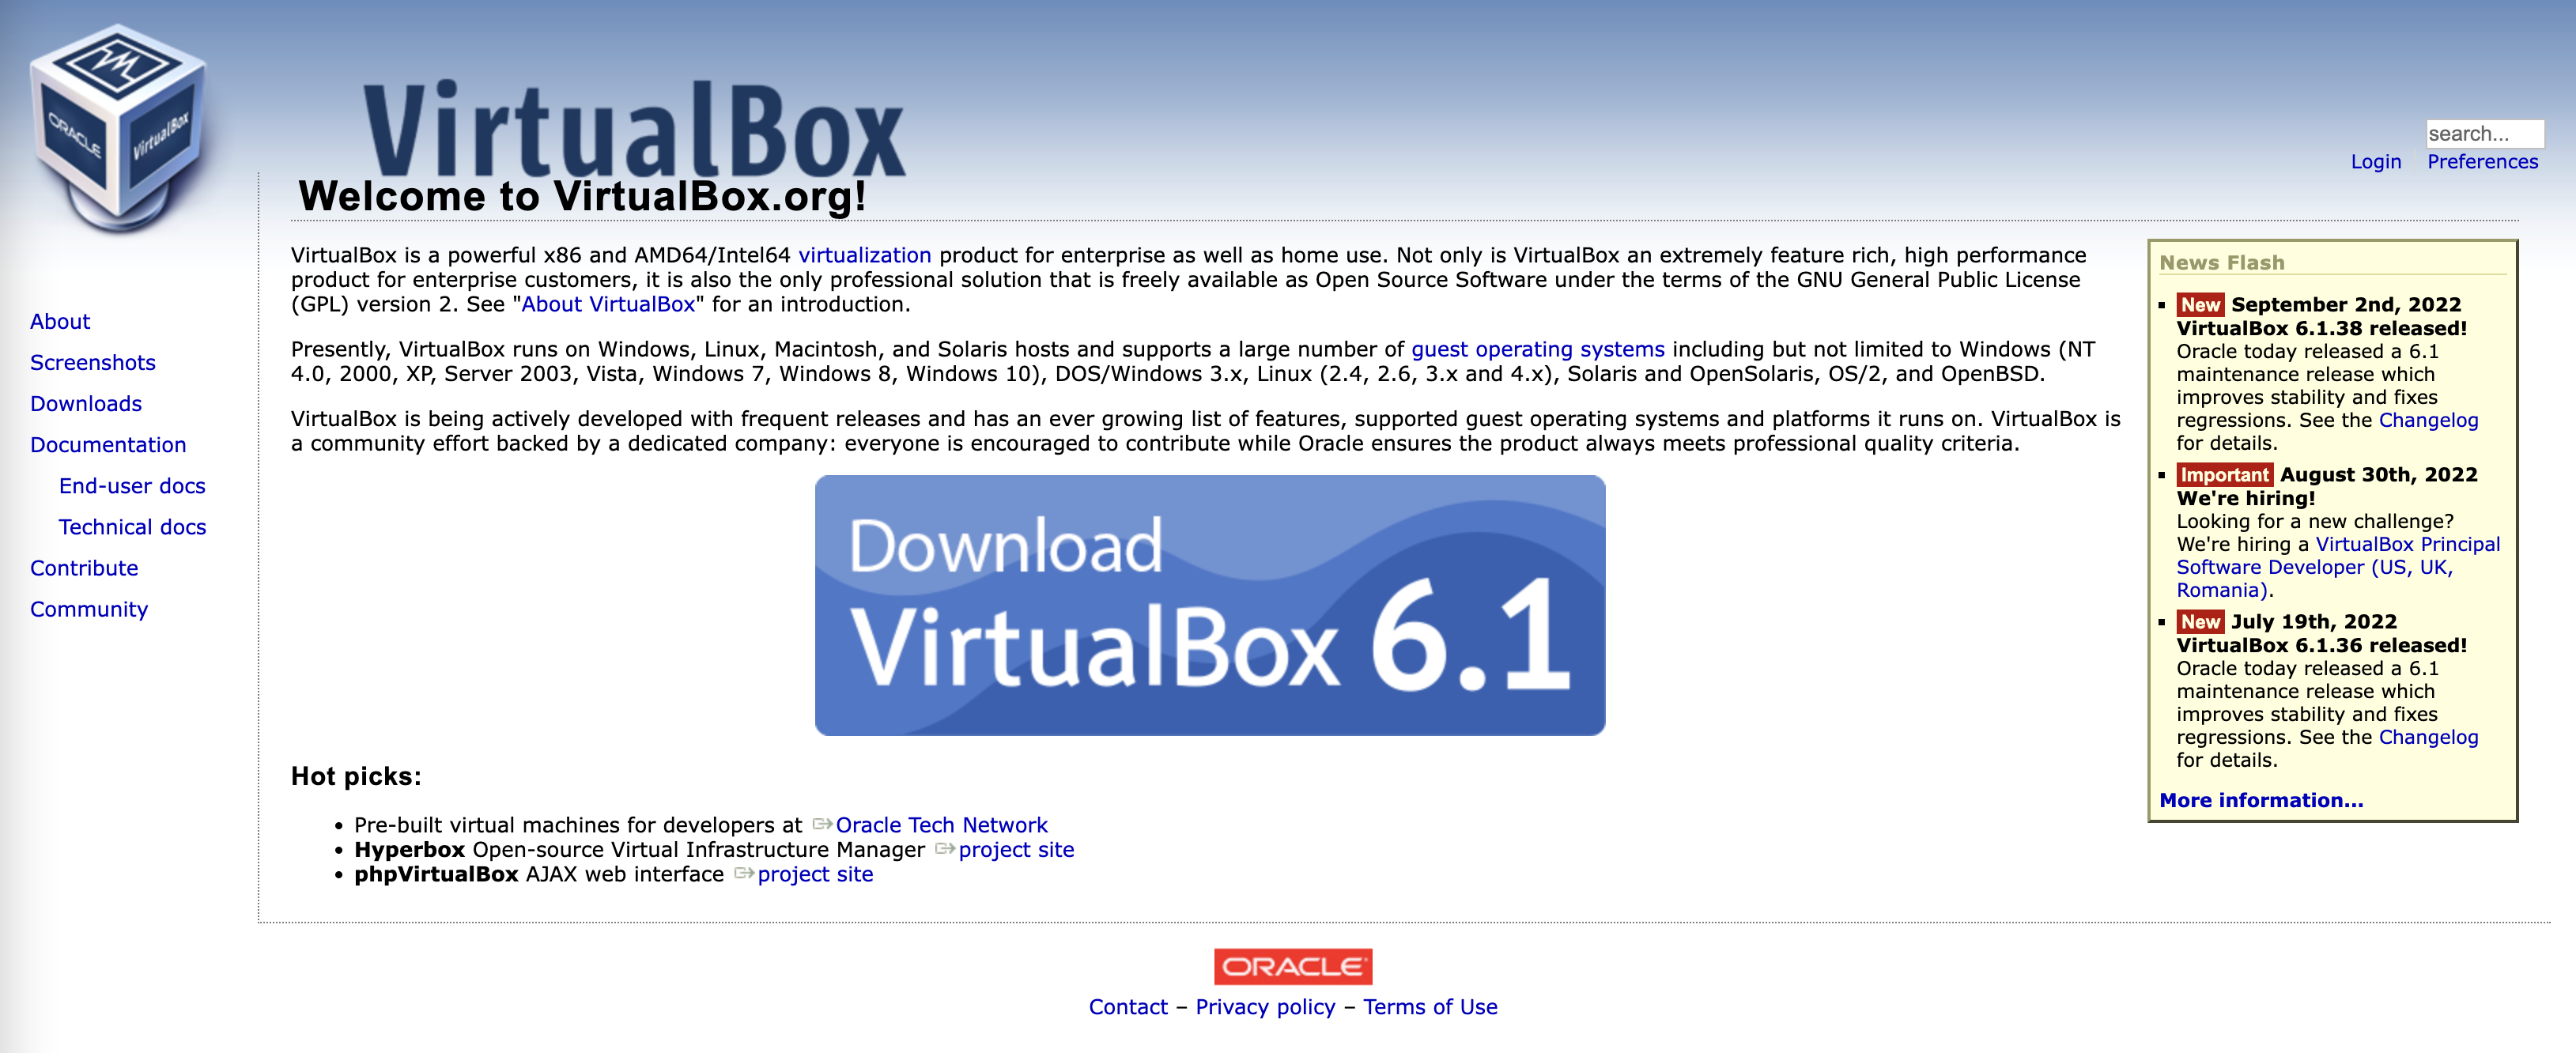 ORACLE
VirtualBox
VirtualBox
search...
Login Preferences
Welcome to VirtualBox.org!
About
Screenshots
Downloads
Documentation
End-user docs
Technical docs
Contribute
Community
VirtualBox is a powerful x86 and AMD64/Intel64 virtualization product for enterprise as well as home use. Not only is VirtualBox an extremely feature rich, high performance
product for enterprise customers, it is also the only professional solution that is freely available as Open Source Software under the terms of the GNU General Public License
(GPL) version 2. See "About VirtualBox" for an introduction.
Presently, VirtualBox runs on Windows, Linux, Macintosh, and Solaris hosts and supports a large number of guest operating systems including but not limited to Windows (NT
4.0, 2000, XP, Server 2003, Vista, Windows 7, Windows 8, Windows 10), DOS/Windows 3.x, Linux (2.4, 2.6, 3.x and 4.x), Solaris and OpenSolaris, OS/2, and OpenBSD.
VirtualBox is being actively developed with frequent releases and has an ever growing list of features, supported guest operating systems and platforms it runs on. VirtualBox is
a community effort backed by a dedicated company: everyone is encouraged to contribute while Oracle ensures the product always meets professional quality criteria.
Download
VirtualBox 6.1
Hot picks:
• Pre-built virtual machines for developers at Oracle Tech Network
• Hyperbox Open-source Virtual Infrastructure Manager project site
• phpVirtualBox AJAX web interface project site
News Flash
New September 2nd, 2022
VirtualBox 6.1.38 released!
Oracle today released a 6.1
maintenance release which
improves stability and fixes
regressions. See the Changelog
for details.
Important August 30th, 2022
We're hiring!
Looking for a new challenge?
We're hiring a VirtualBox Principal
Software Developer (US, UK,
Romania).
New July 19th, 2022
VirtualBox 6.1.36 released!
Oracle today released a 6.1
maintenance release which
improves stability and fixes
regressions. See the Changelog
for details.
More information...
ORACLE
Contact – Privacy policy – Terms of Use